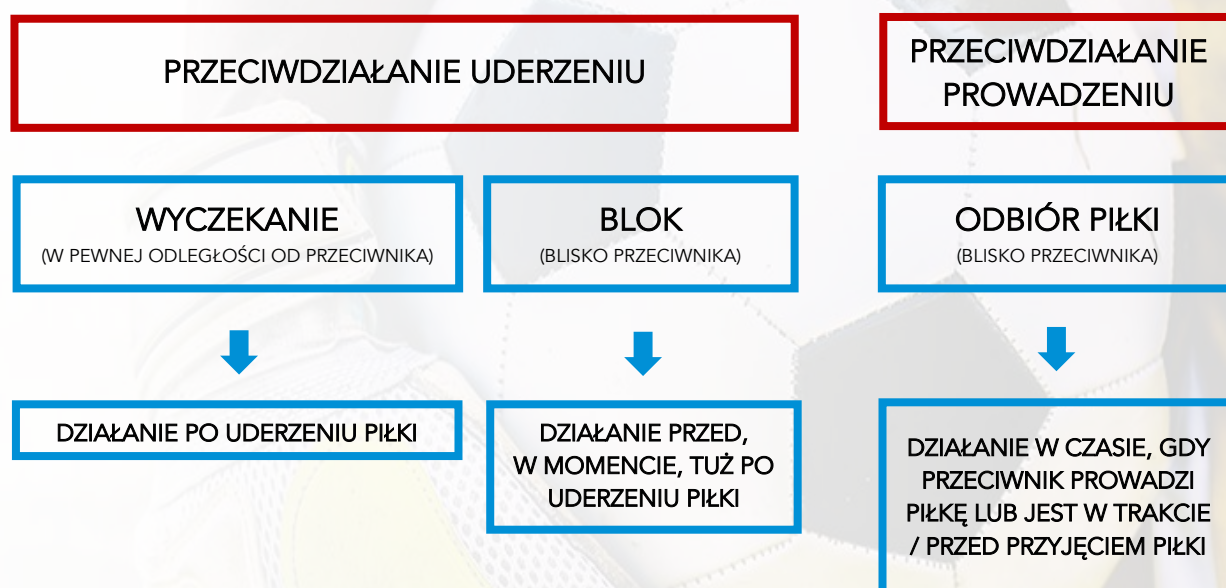 PRZECIWDZIAŁANIE UDERZENIU
PRZECIWDZIAŁANIE
PROWADZENIU
WYCZEKANIE
(W PEWNEJ ODLEGŁOŚCI OD PRZECIWNIKA)
BLOK
(BLISKO PRZECIWNIKA)
ODBIÓR PIŁKI
(BLISKO PRZECIWNIKA)
DZIAŁANIE PO UDERZENIU PIŁKI
DZIAŁANIE PRZED,
W MOMENCIE, TUŻ PO
UDERZENIU PIŁKI
DZIAŁANIE W CZASIE, GDY
PRZECIWNIK PROWADZI
PIŁKĘ LUB JEST W TRAKCIE
/ PRZED PRZYJĘCIEM PIŁKI